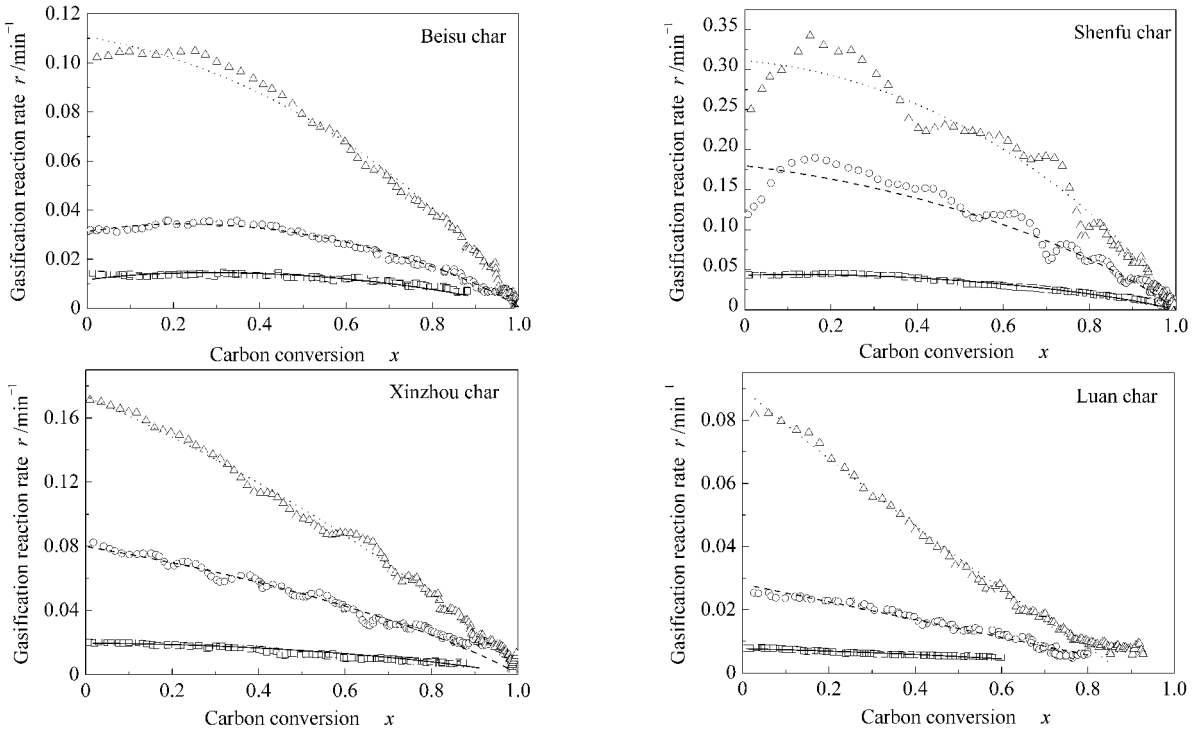 0.12
0.10
0.08
0.06
0.04
0.02
0
Gasification reaction rate r /min⁻¹
Beisu char
0 0.2 0.4 0.6 0.8 1.0
Carbon conversion x
0.35
0.30
0.25
0.20
0.15
0.10
0.05
0
Gasification reaction rate r /min⁻¹
Shenfu char
0 0.2 0.4 0.6 0.8 1.0
Carbon conversion x
0.16
0.12
0.08
0.04
0
Gasification reaction rate r /min⁻¹
Xinzhou char
0 0.2 0.4 0.6 0.8 1.0
Carbon conversion x
0.08
0.06
0.04
0.02
0
Gasification reaction rate r /min⁻¹
Luan char
0 0.2 0.4 0.6 0.8 1.0
Carbon conversion x